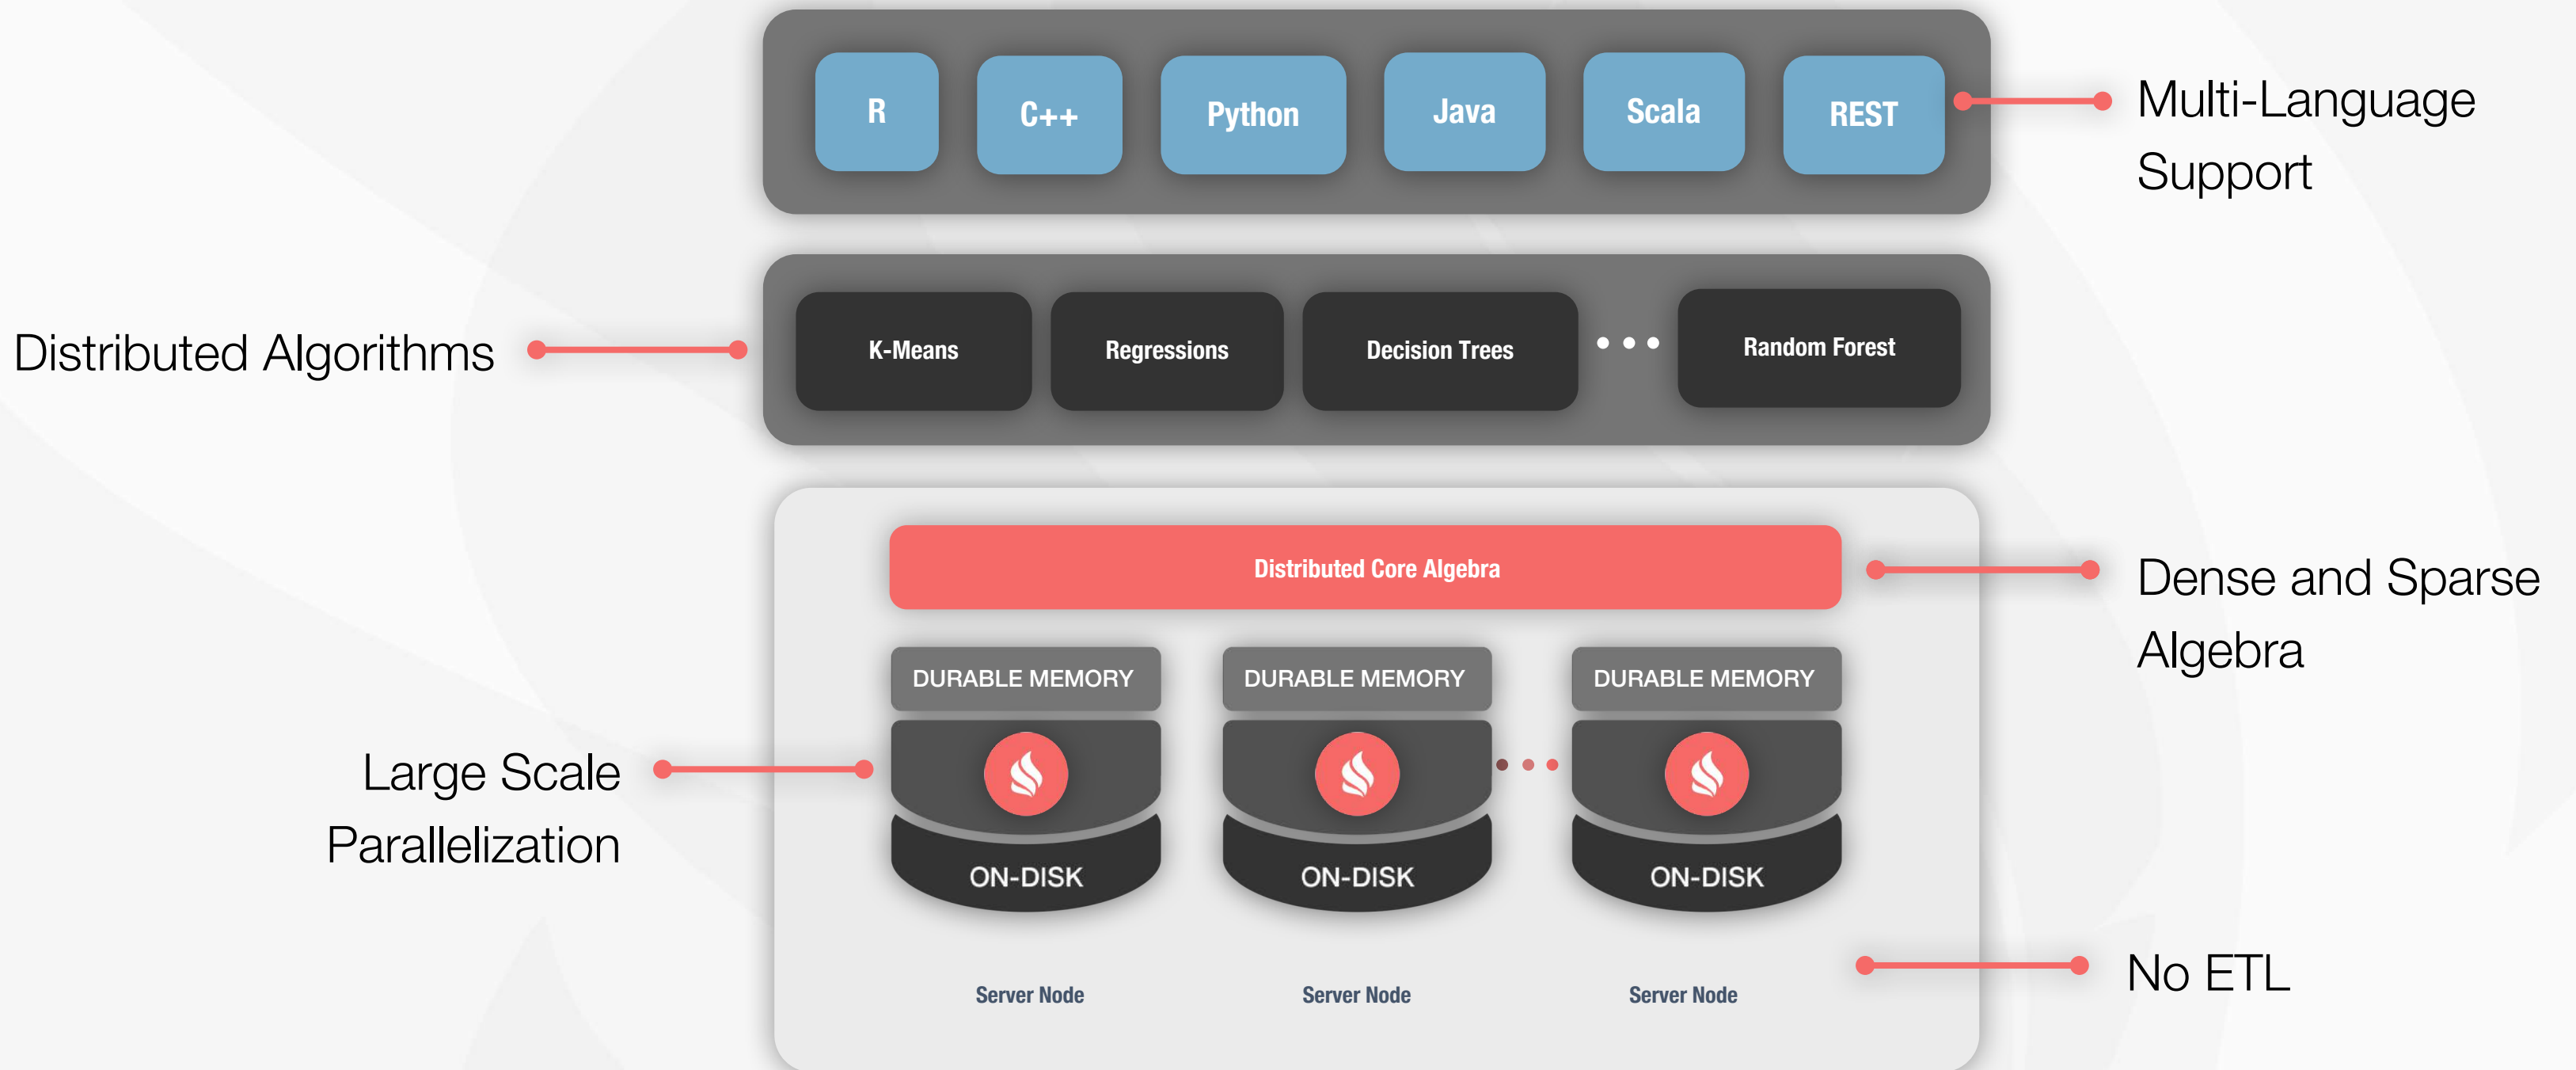 R
C++
Python
Java
Scala
REST
Multi-Language
Support
Distributed Algorithms
K-Means
Regressions
Decision Trees
Random Forest
Distributed Core Algebra
Dense and Sparse
Algebra
DURABLE MEMORY
DURABLE MEMORY
DURABLE MEMORY
Large Scale
Parallelization
ON-DISK
ON-DISK
ON-DISK
No ETL
Server Node
Server Node
Server Node